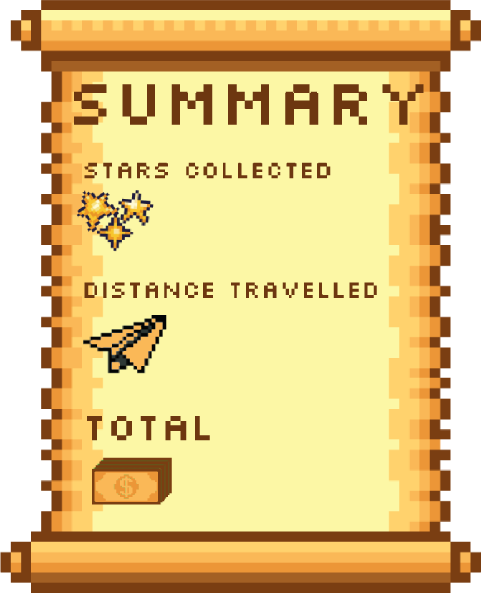 SUMMARY
STARS COLLECTED
DISTANCE TRAVELLED
TOTAL
$